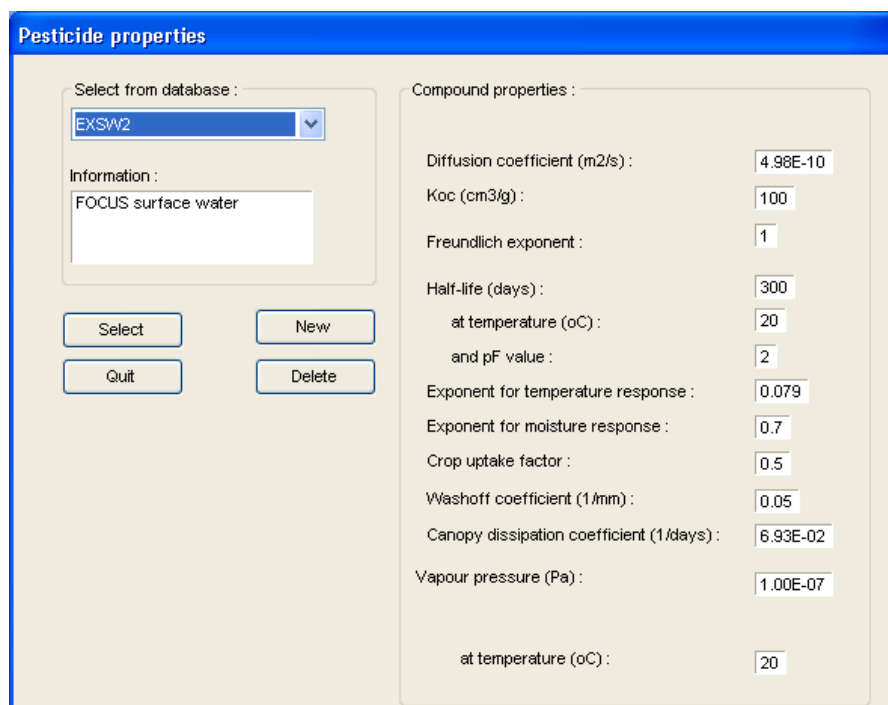 Pesticide properties
Select from database :
EXSW2
Information :
FOCUS surface water
Select
New
Quit
Delete
Compound properties :
Diffusion coefficient (m2/s) : 4.98E-10
Koc (cm3/g) : 100
Freundlich exponent : 1
Half-life (days) : 300
at temperature (oC) : 20
and pF value : 2
Exponent for temperature response : 0.079
Exponent for moisture response : 0.7
Crop uptake factor : 0.5
Washoff coefficient (1/mm) : 0.05
Canopy dissipation coefficient (1/days) : 6.93E-02
Vapour pressure (Pa) : 1.00E-07
at temperature (oC) : 20